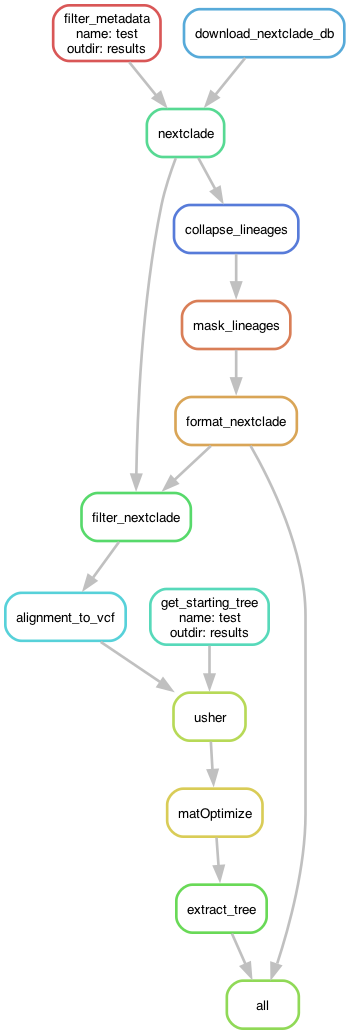 filter_metadata
name: test
outdir: results
download_nextclade_db
nextclade
collapse_lineages
mask_lineages
format_nextclade
filter_nextclade
alignment_to_vcf
get_starting_tree
name: test
outdir: results
usher
matOptimize
extract_tree
all